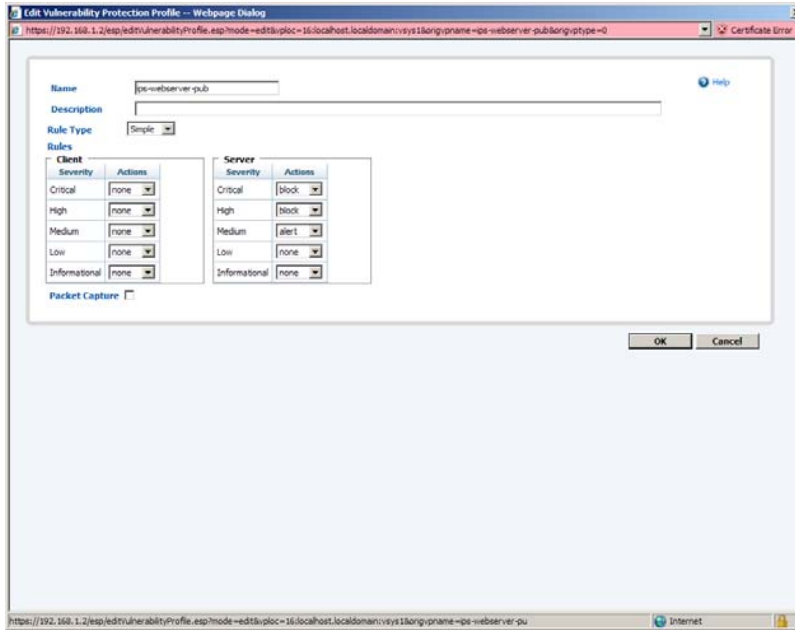 Edit Vulnerability Protection Profile -- Webpage Dialog
https://192.168.1.2/esp/editVulnerabilityProfile.esp?mode=edit&vploc=16:localhost.localdomain:vsys1&origvpname=ips-webserver-pub&origvptype=0
Certificate Error
Name ips-webserver-pub
Help
Description
Rule Type Simple
Rules
Client Server
Severity Actions Severity Actions
Critical none Critical block
High none High block
Medium none Medium alert
Low none Low none
Informational none Informational none
Packet Capture
OK Cancel
https://192.168.1.2/esp/editVulnerabilityProfile.esp?mode=edit&vploc=16:localhost.localdomain:vsys1&origvpname=ips-webserver-pu
Internet